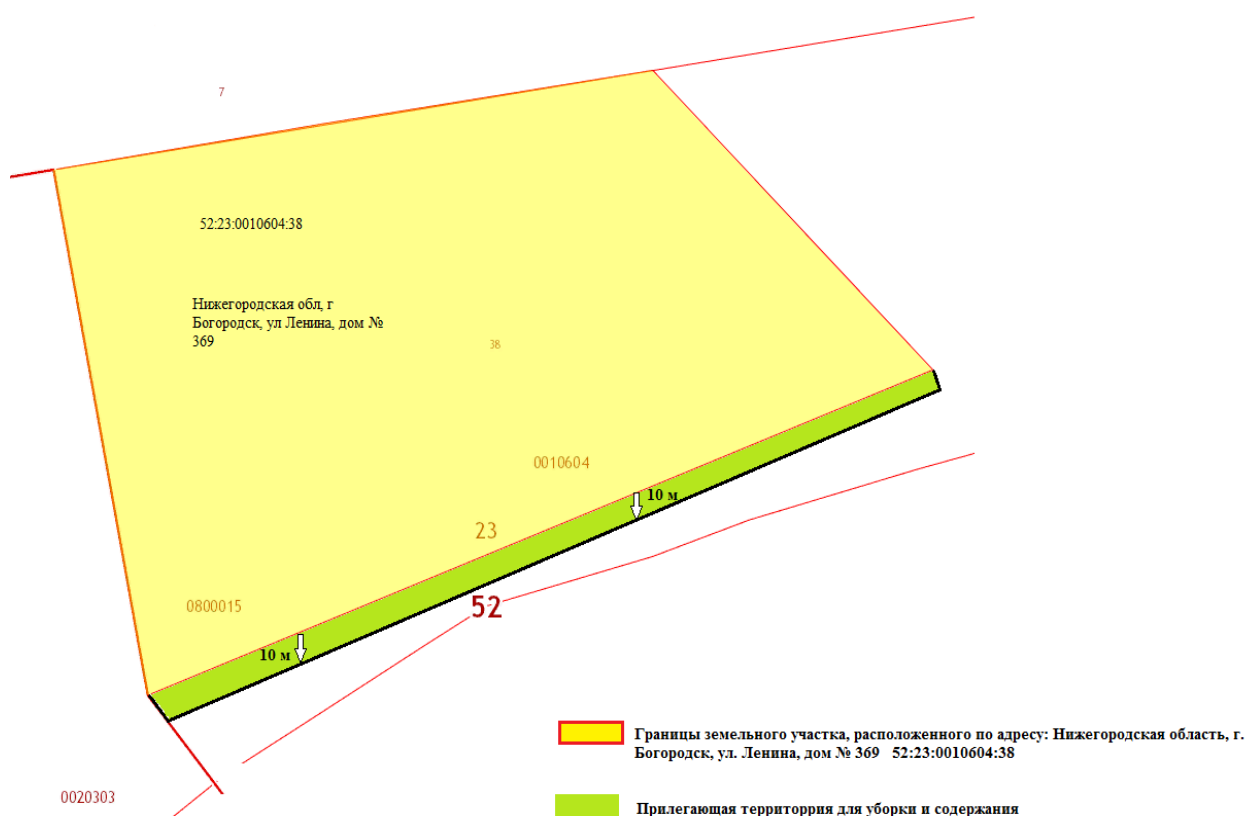 7
52:23:0010604:38
Нижегородская обл, г
Богородск, ул Ленина, дом №
369
38
0010604
10 м
23
0800015
52
10 м
Границы земельного участка, расположенного по адресу: Нижегородская область, г.
Богородск, ул. Ленина, дом № 369 52:23:0010604:38
0020303
Прилегающая территоррия для уборки и содержания